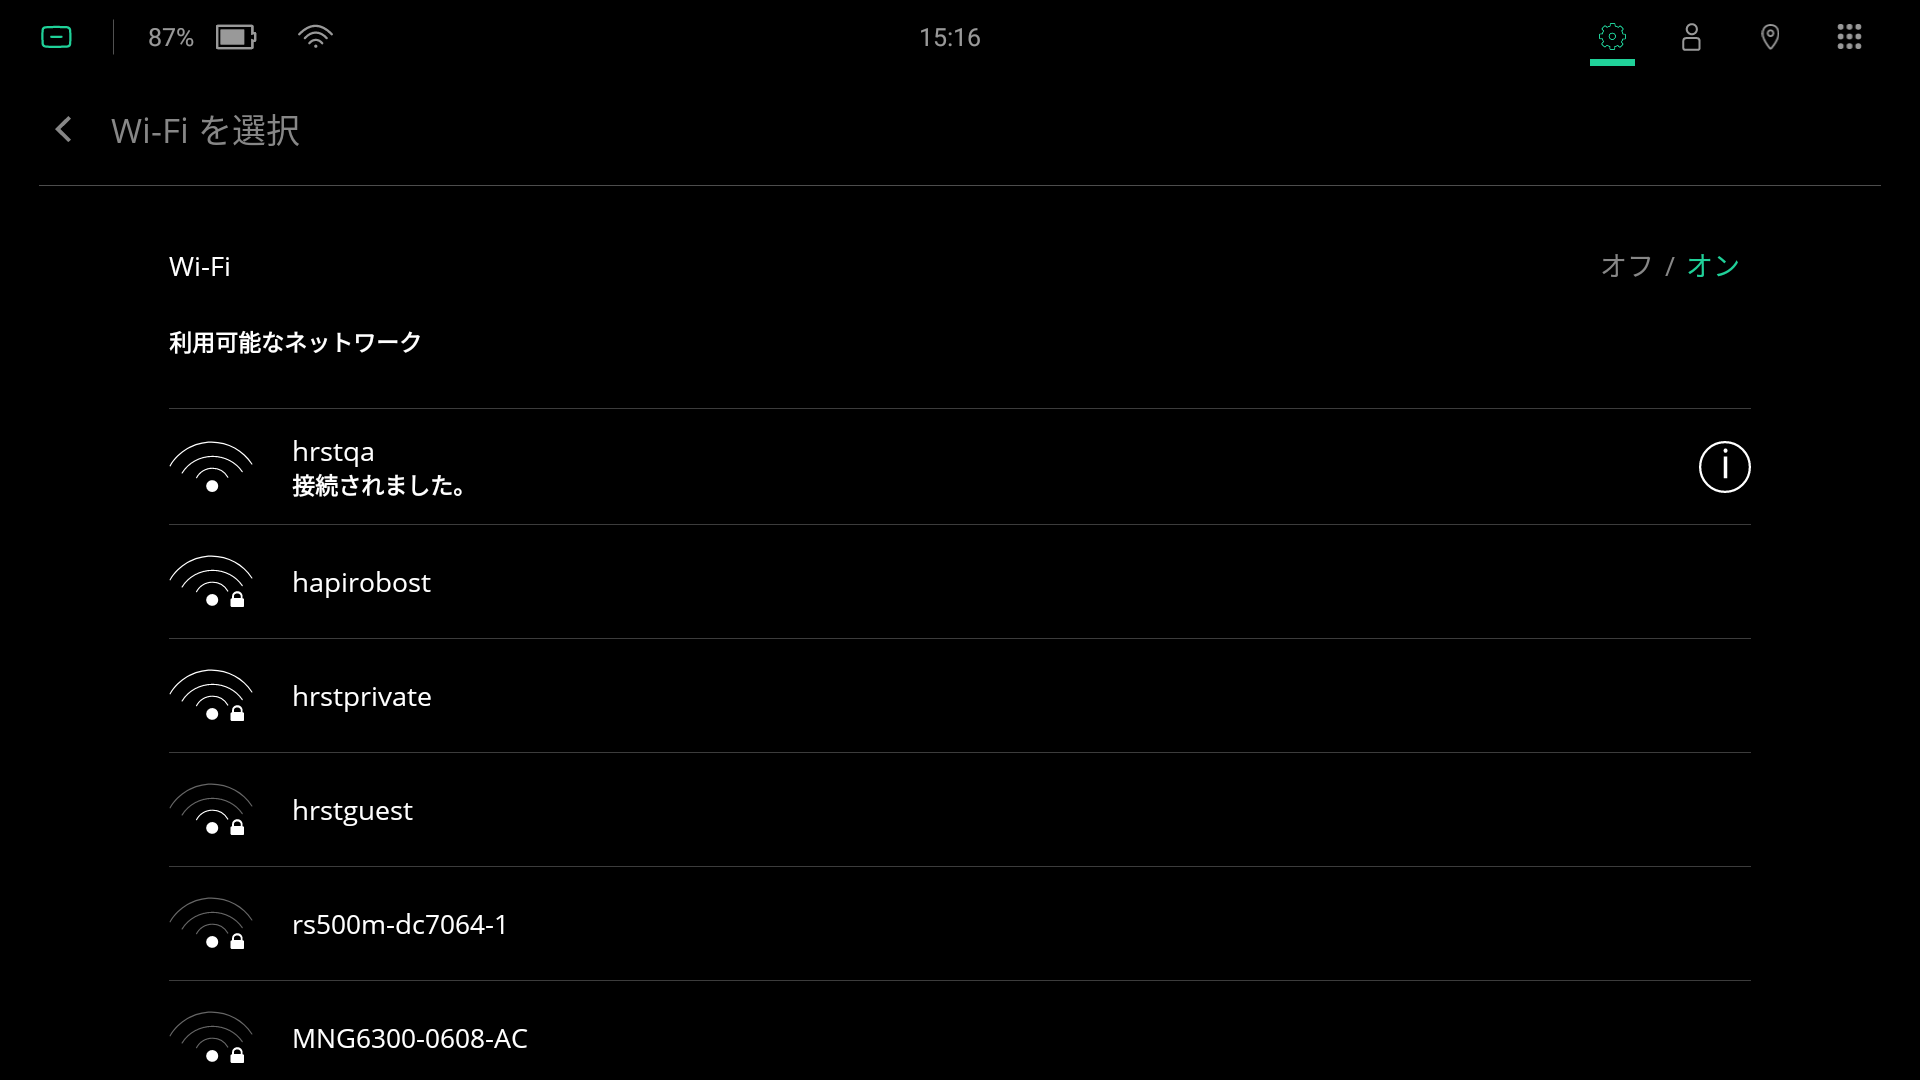 87%
15:16
Wi-Fi を選択
Wi-Fi
オフ / オン
利用可能なネットワーク
hrstqa
接続されました。
hapirobost
hrstprivate
hrstguest
rs500m-dc7064-1
MNG6300-0608-AC